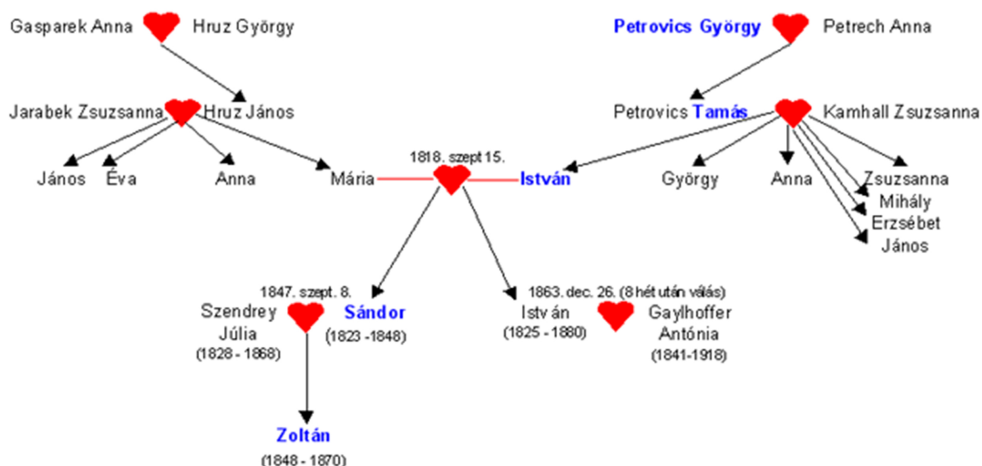 Gasparek Anna Hruz György Petrovics György Petrech Anna
Jarabek Zsuzsanna Hruz János Petrovics Tamás Kamhall Zsuzsanna
1818. szept 15.
János Éva Anna Mária István György Anna Zsuzsanna
Mihály
Erzsébet
János
1847. szept. 8. 1863. dec. 26. (8 hét után válás)
Szendrey Sándor István Gaylhoffer
Júlia (1823 -1848) (1825 - 1880) Antónia
(1828 - 1868) (1841-1918)
Zoltán
(1848 - 1870)